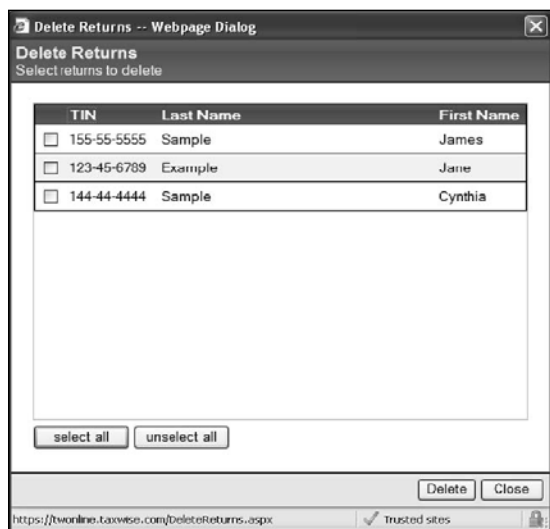 Delete Returns -- Webpage Dialog
Delete Returns
Select returns to delete
TIN Last Name First Name
155-55-5555 Sample James
123-45-6789 Example Jane
144-44-4444 Sample Cynthia
select all unselect all
Delete Close
https://twonline.taxwise.com/DeleteReturns.aspx Trusted sites